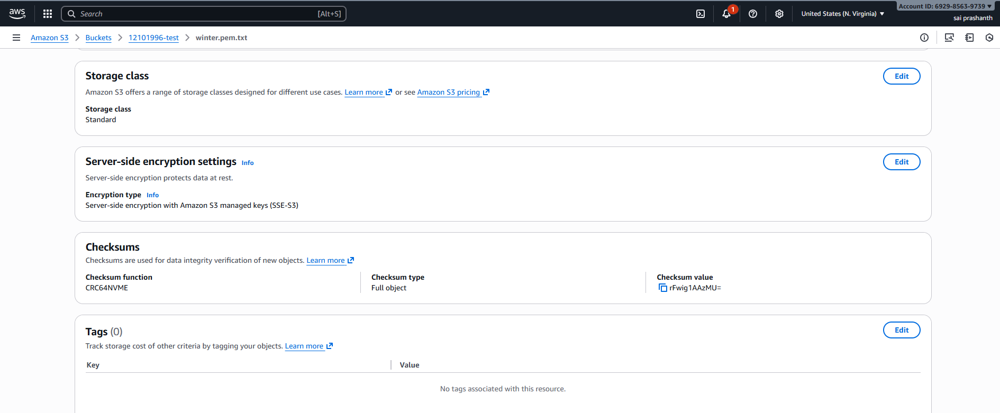 aws
Search [Alt+S]
1
United States (N. Virginia)
Account ID: 6929-8563-9739
sai prashanth
Amazon S3 > Buckets > 12101996-test > winter.pem.txt
Storage class
Edit
Amazon S3 offers a range of storage classes designed for different use cases. Learn more or see Amazon S3 pricing
Storage class
Standard
Server-side encryption settings Info
Edit
Server-side encryption protects data at rest.
Encryption type Info
Server-side encryption with Amazon S3 managed keys (SSE-S3)
Checksums
Checksums are used for data integrity verification of new objects. Learn more
Checksum function
CRC64NVME
Checksum type
Full object
Checksum value
rFwig1AAzMU=
Tags (0)
Edit
Track storage cost of other criteria by tagging your objects. Learn more
Key Value
No tags associated with this resource.